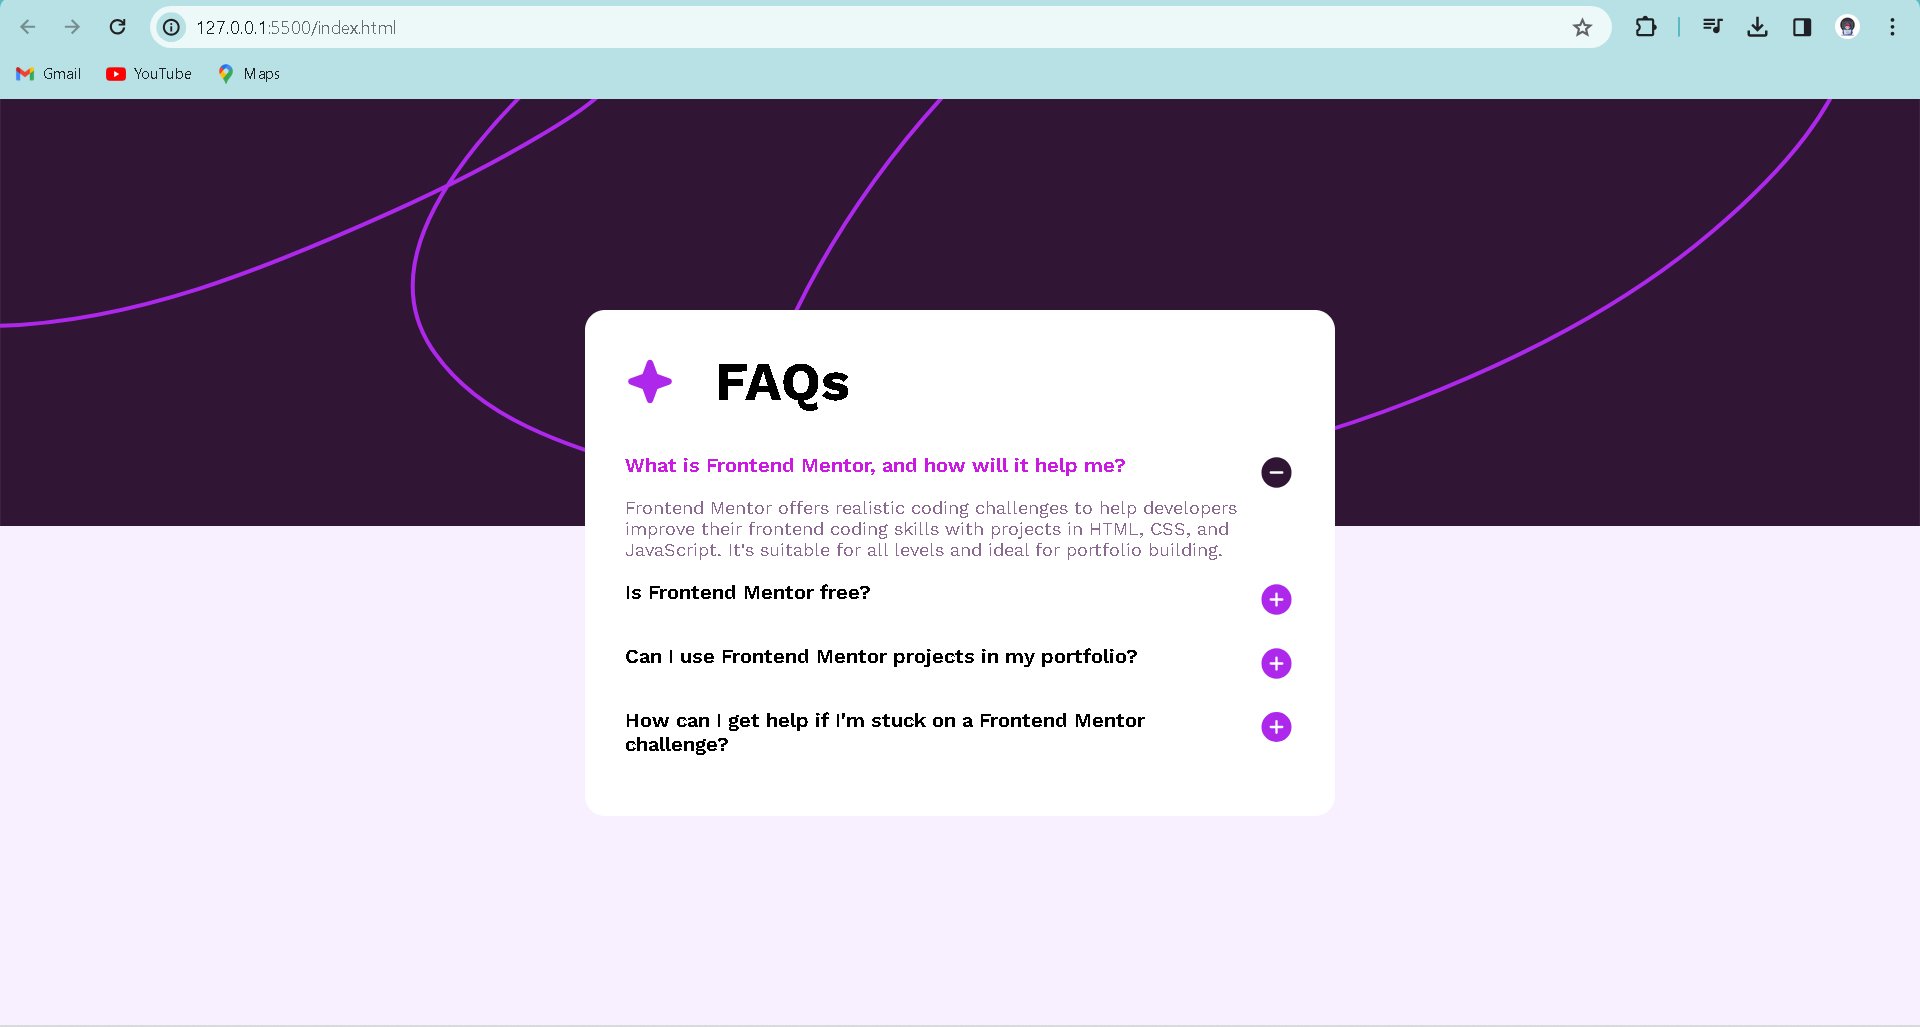 127.0.0.1:5500/index.html
Gmail YouTube Maps
FAQs
What is Frontend Mentor, and how will it help me?
Frontend Mentor offers realistic coding challenges to help developers
improve their frontend coding skills with projects in HTML, CSS, and
JavaScript. It's suitable for all levels and ideal for portfolio building.
Is Frontend Mentor free?
Can I use Frontend Mentor projects in my portfolio?
How can I get help if I'm stuck on a Frontend Mentor
challenge?